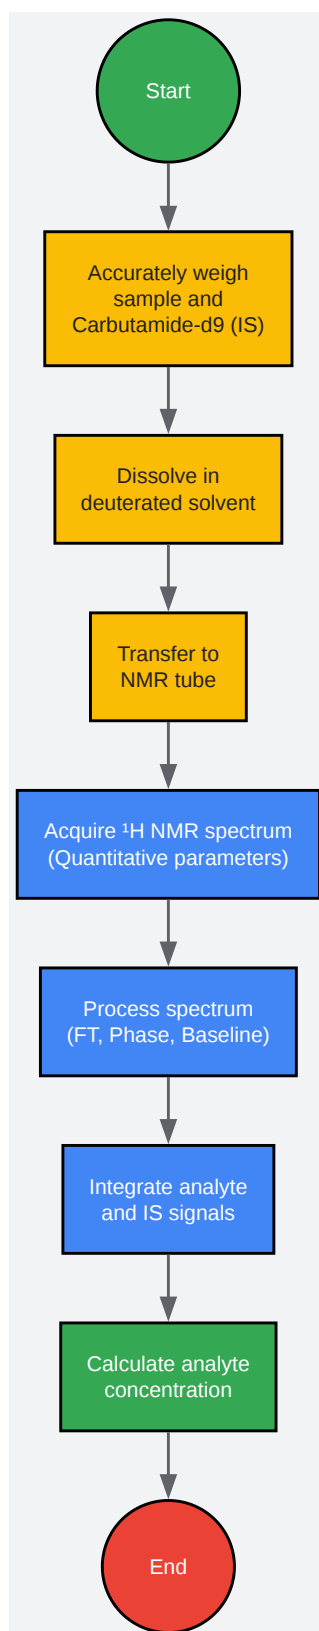 Start
Accurately weigh
sample and
Carbutamide-d9 (IS)
Dissolve in
deuterated solvent
Transfer to
NMR tube
Acquire ¹H NMR spectrum
(Quantitative parameters)
Process spectrum
(FT, Phase, Baseline)
Integrate analyte
and IS signals
Calculate analyte
concentration
End